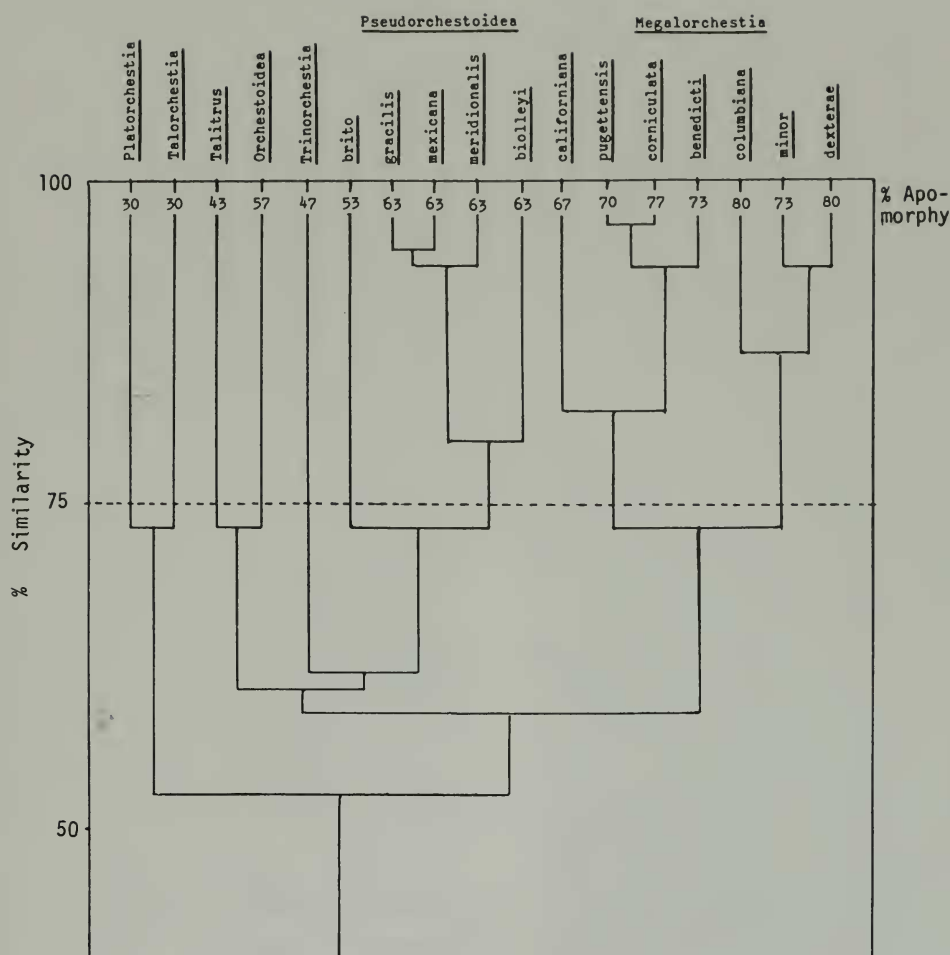 Pseudorchestoidea
Megalorchestia
Platorchestia
Talorchestia
Talitrus
Orchestoidea
Trinorchestia
brito
gracilis
mexicana
meridionalis
biolleyi
californiana
pugettensis
corniculata
benedicti
columbiana
minor
dexterae
100
30
30
43
57
47
53
63
63
63
63
67
70
77
73
80
73
80
% Apo-
morphy
% Similarity
75
50